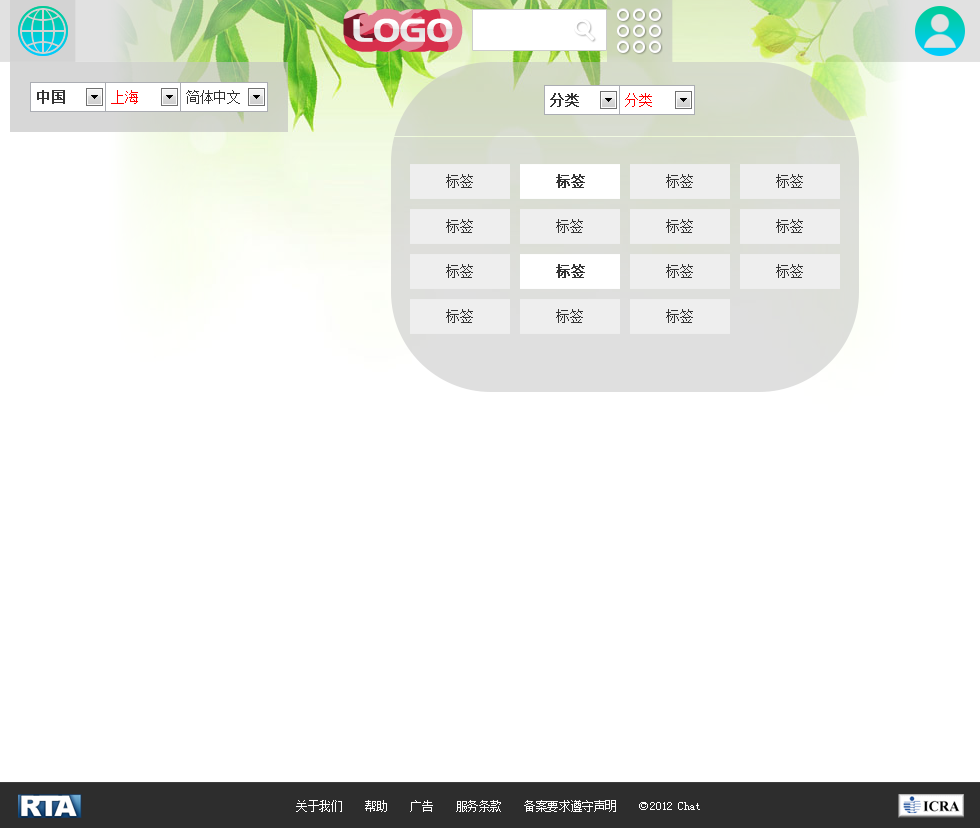 LOGO
中国 上海 简体中文
分类 分类
标签 标签 标签 标签
标签 标签 标签 标签
标签 标签 标签 标签
标签 标签 标签
RTA 关于我们 帮助 广告 服务条款 备案要求遵守声明 ©2012 Chat ICRA